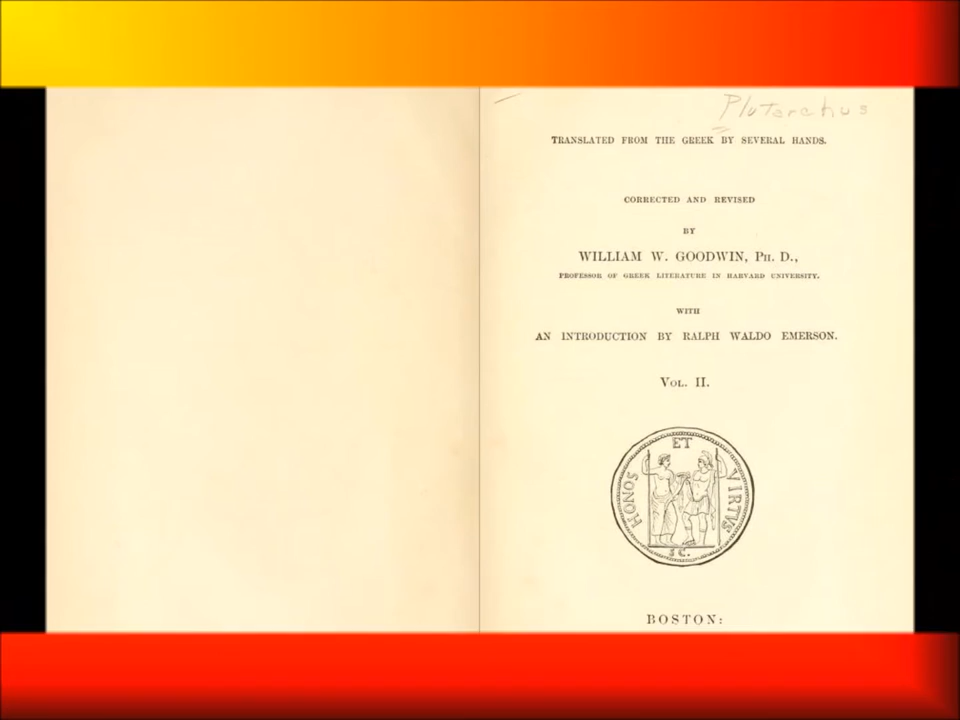 Plutarchus
TRANSLATED FROM THE GREEK BY SEVERAL HANDS.
CORRECTED AND REVISED
BY
WILLIAM W. GOODWIN, PH. D.,
PROFESSOR OF GREEK LITERATURE IN HARVARD UNIVERSITY.
WITH
AN INTRODUCTION BY RALPH WALDO EMERSON.
VOL. II.
HONOS ET VIRTVS
S C.
BOSTON: